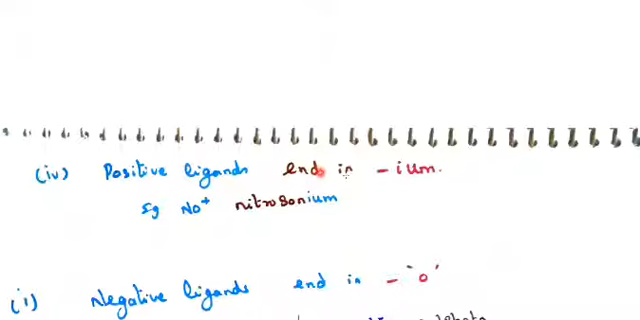 (iv) Positive ligands end in - ium.
Eg NO+ nitrosonium
(i) Negative ligands end in - 'o'